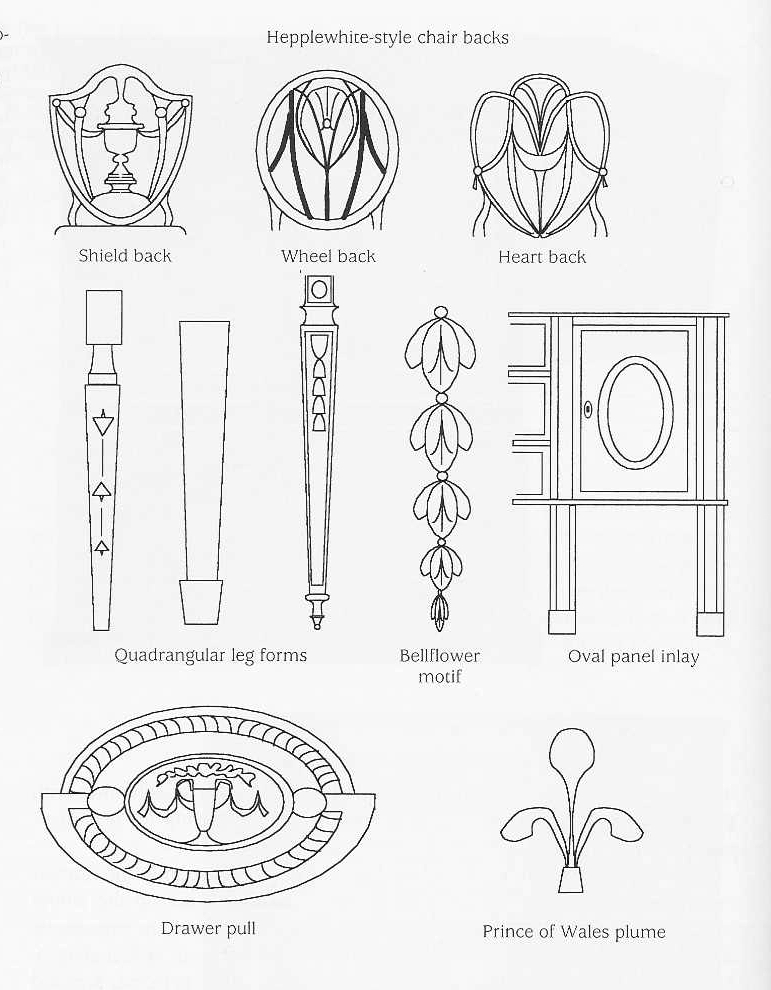 Hepplewhite-style chair backs
Shield back
Wheel back
Heart back
Quadrangular leg forms
Bellflower
motif
Oval panel inlay
Drawer pull
Prince of Wales plume